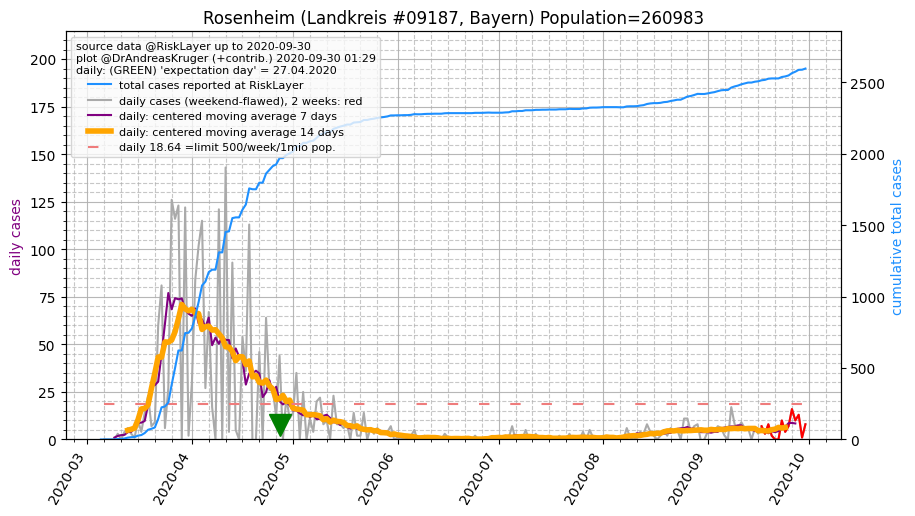 Rosenheim (Landkreis #09187, Bayern) Population=260983
source data @RiskLayer up to 2020-09-30
plot @DrAndreasKruger (+contrib.) 2020-09-30 01:29
daily: (GREEN) 'expectation day' = 27.04.2020
total cases reported at RiskLayer
daily cases (weekend-flawed), 2 weeks: red
daily: centered moving average 7 days
daily: centered moving average 14 days
daily 18.64 =limit 500/week/1mio pop.
daily cases
200
175
150
125
100
75
50
25
0
cumulative total cases
2500
2000
1500
1000
500
0
2020-03
2020-04
2020-05
2020-06
2020-07
2020-08
2020-09
2020-10